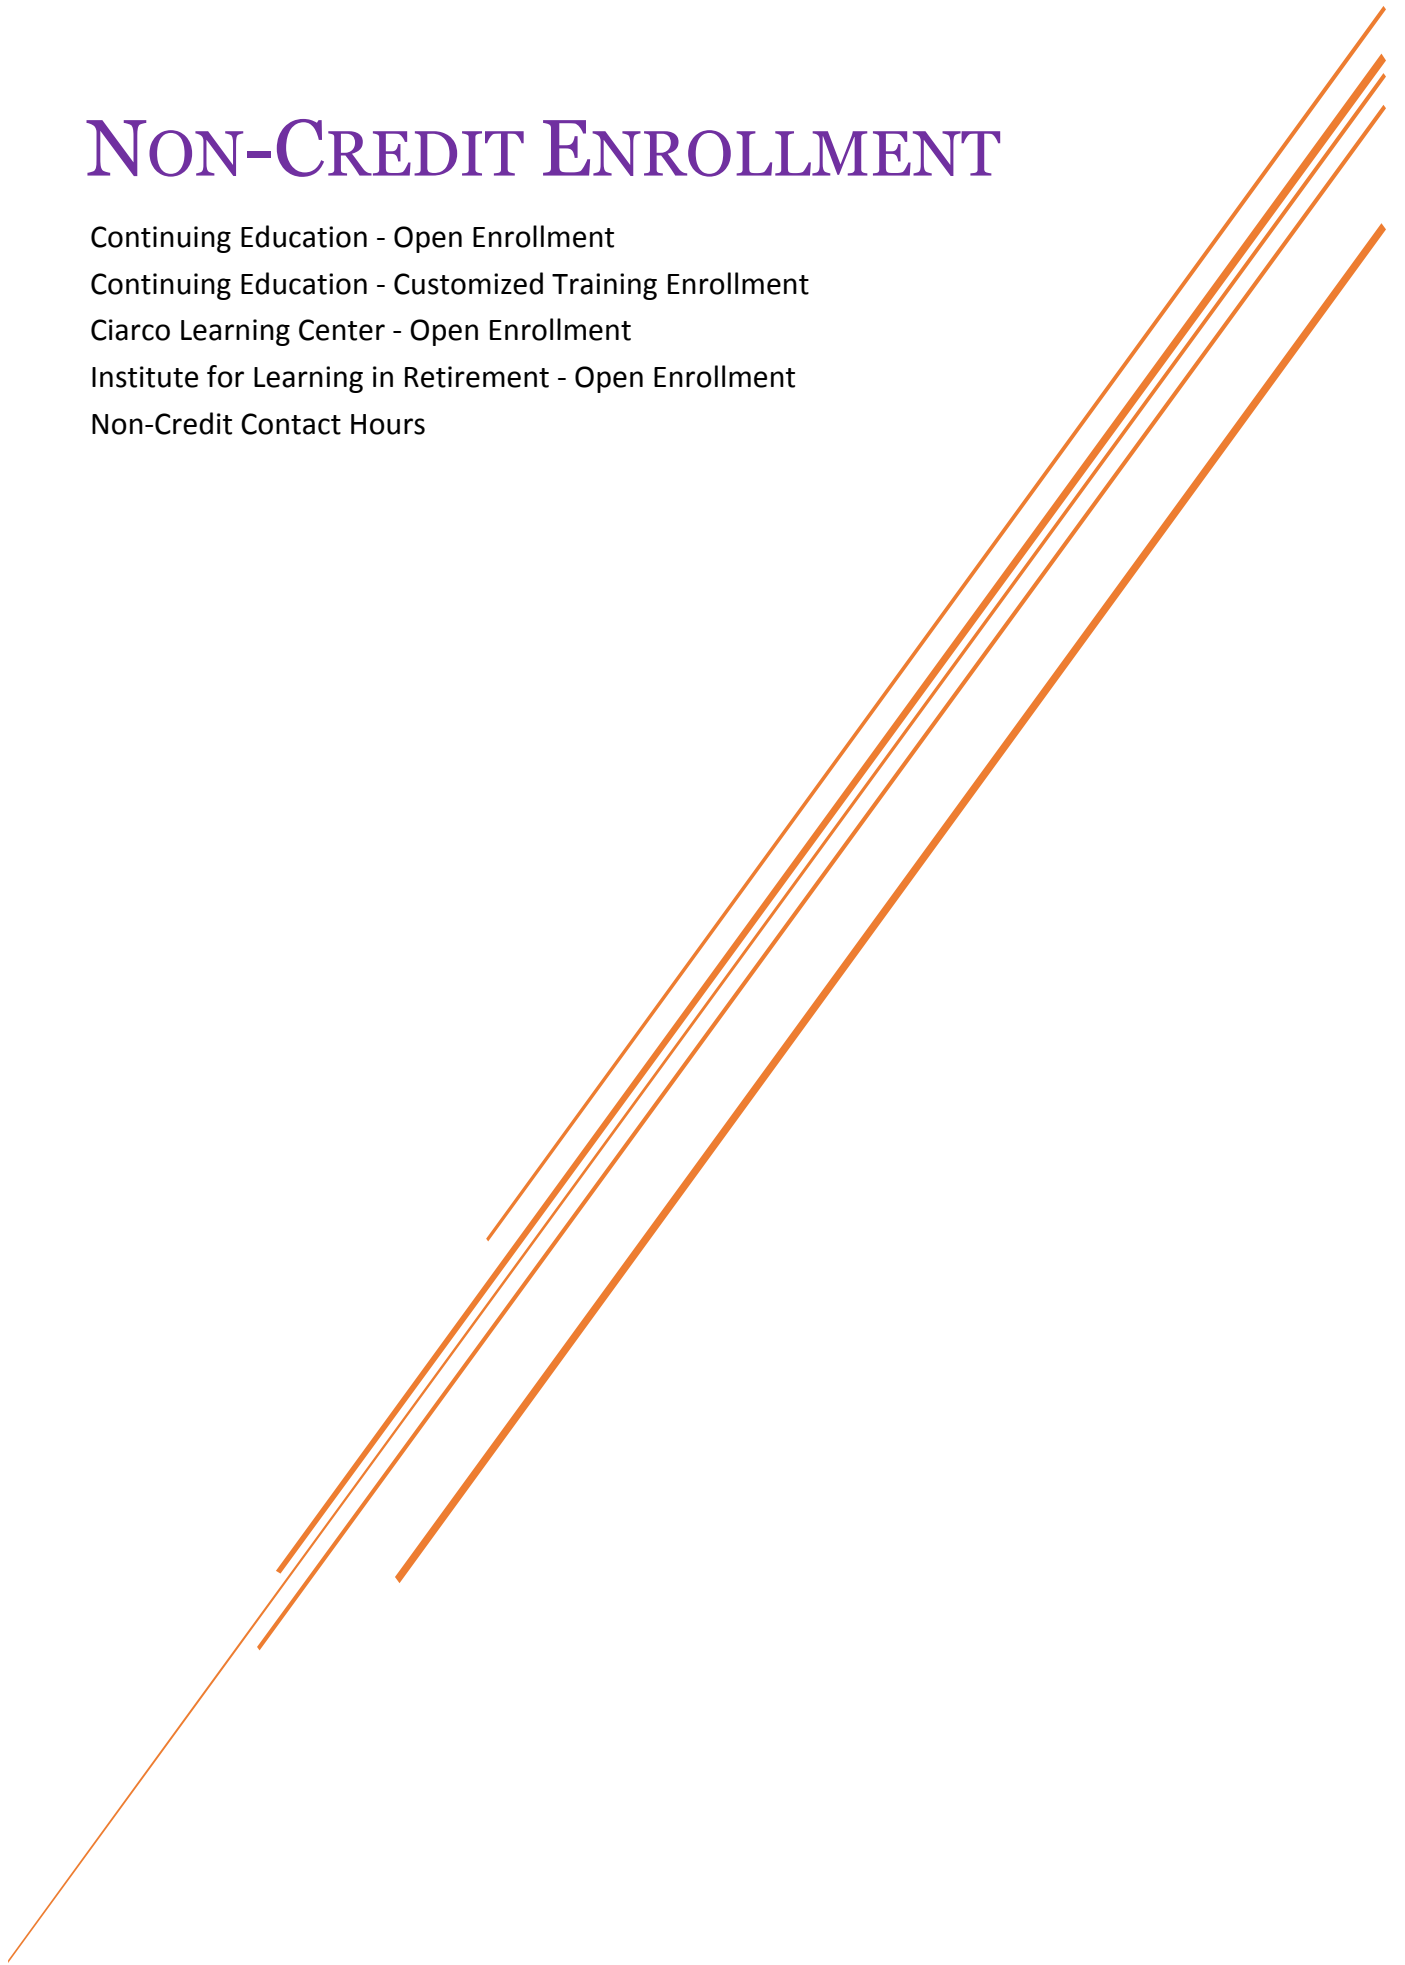 NON-CREDIT ENROLLMENT
Continuing Education - Open Enrollment
Continuing Education - Customized Training Enrollment
Ciarco Learning Center - Open Enrollment
Institute for Learning in Retirement - Open Enrollment
Non-Credit Contact Hours